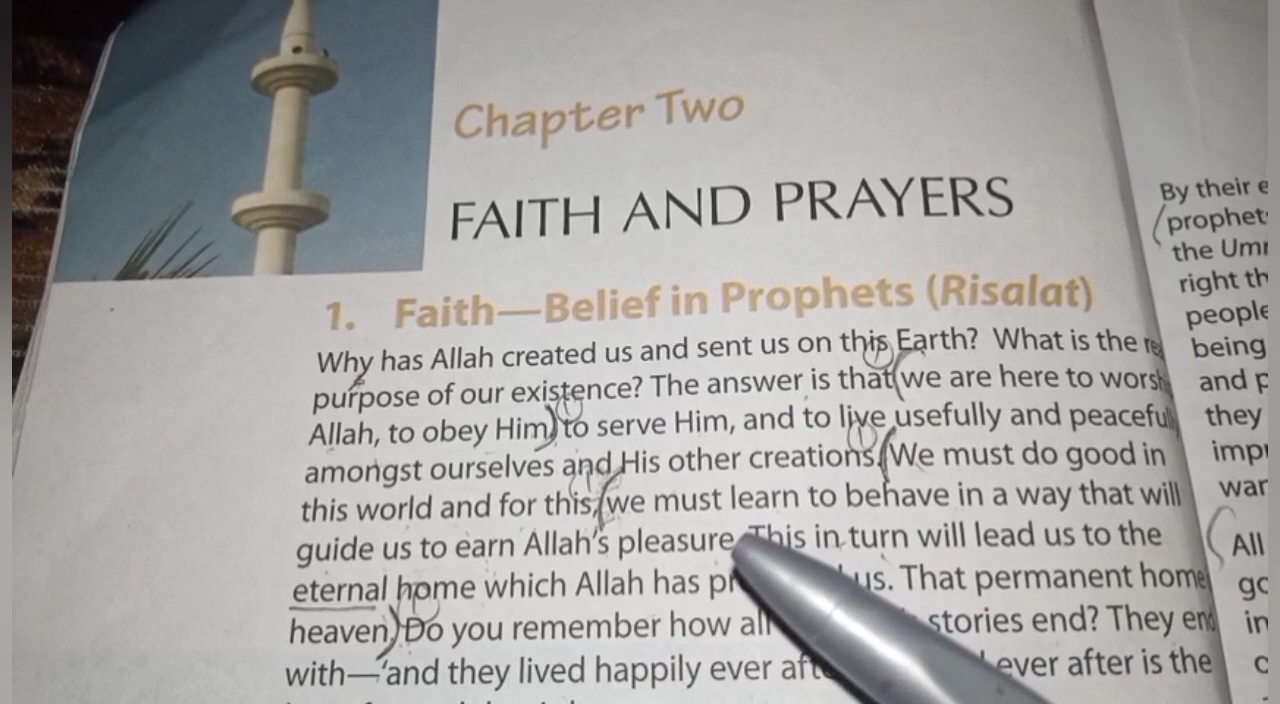 Chapter Two
FAITH AND PRAYERS
1. Faith—Belief in Prophets (Risalat)
Why has Allah created us and sent us on this Earth? What is the
purpose of our existence? The answer is that we are here to
Allah, to obey Him, to serve Him, and to live usefully and
amongst ourselves and His other creations. We must do good in
this world and for this, we must learn to behave in a way that will
guide us to earn Allah's pleasure. This in turn will lead us to the
eternal home which Allah has us. That permanent home
heaven. Do you remember how all stories end? They end
with—'and they lived happily ever ever after is the
By their
the
right
people
being
and
they
All